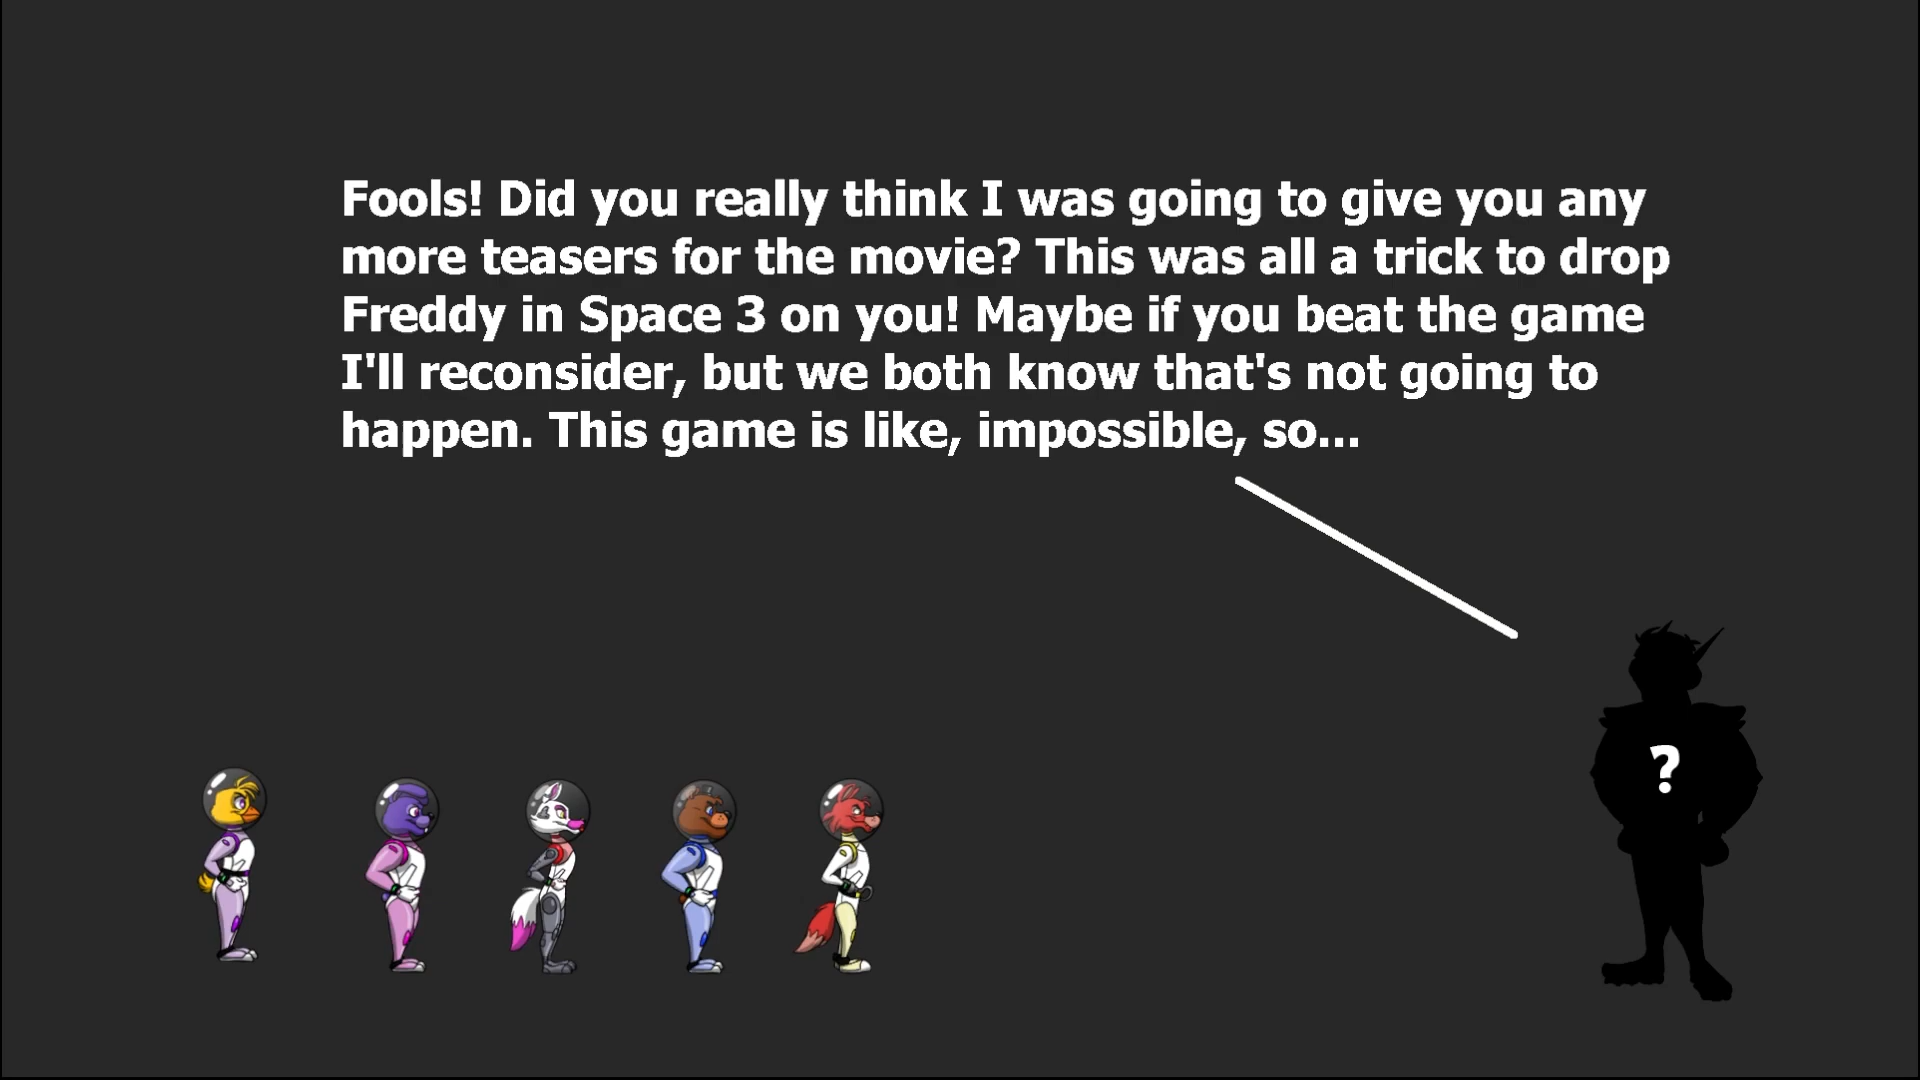 Fools! Did you really think I was going to give you any
more teasers for the movie? This was all a trick to drop
Freddy in Space 3 on you! Maybe if you beat the game
I'll reconsider, but we both know that's not going to
happen. This game is like, impossible, so...
?